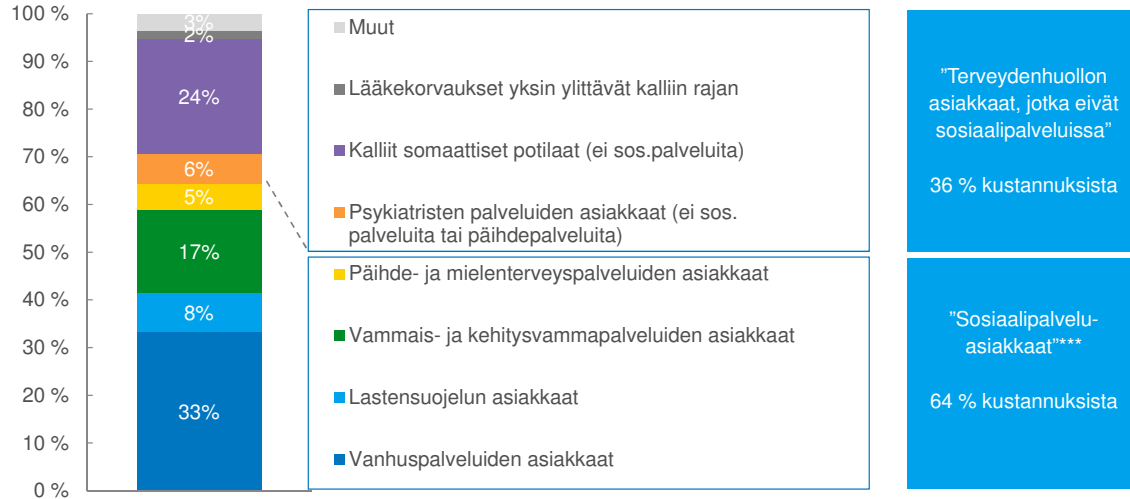 100 %
90 %
80 %
70 %
60 %
50 %
40 %
30 %
20 %
10 %
0 %
3%
2%
24%
6%
5%
17%
8%
33%
Muut
Lääkekorvaukset yksin ylittävät kalliin rajan
Kalliit somaattiset potilaat (ei sos.palveluita)
Psykiatristen palveluiden asiakkaat (ei sos.
palveluita tai päihdepalveluita)
Päihde- ja mielenterveyspalveluiden asiakkaat
Vammais- ja kehitysvammapalveluiden asiakkaat
Lastensuojelun asiakkaat
Vanhuspalveluiden asiakkaat
”Terveydenhuollon
asiakkaat, jotka eivät
sosiaalipalveluissa”
36 % kustannuksista
”Sosiaalipalvelu-
asiakkaat”***
64 % kustannuksista